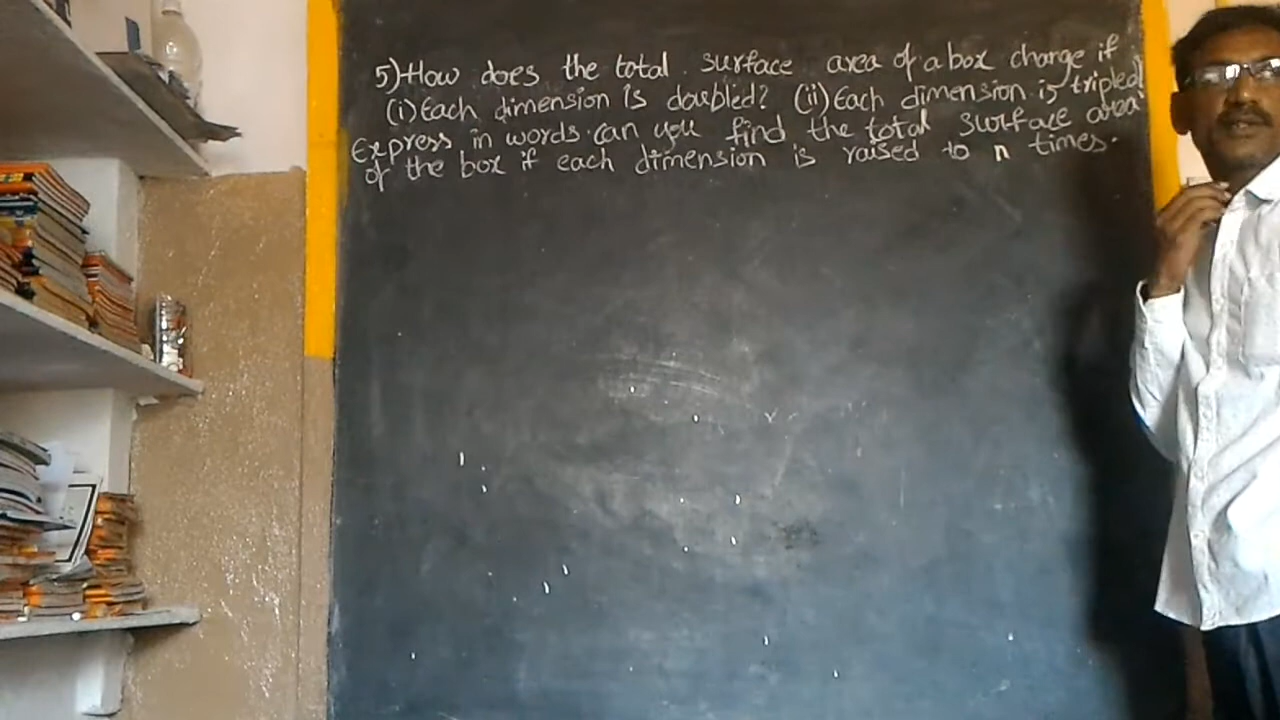 5) How does the total surface area of a box change if
(i) Each dimension is doubled? (ii) Each dimension is tripled?
Express in words. can you find the total surface area
of the box if each dimension is raised to n times.